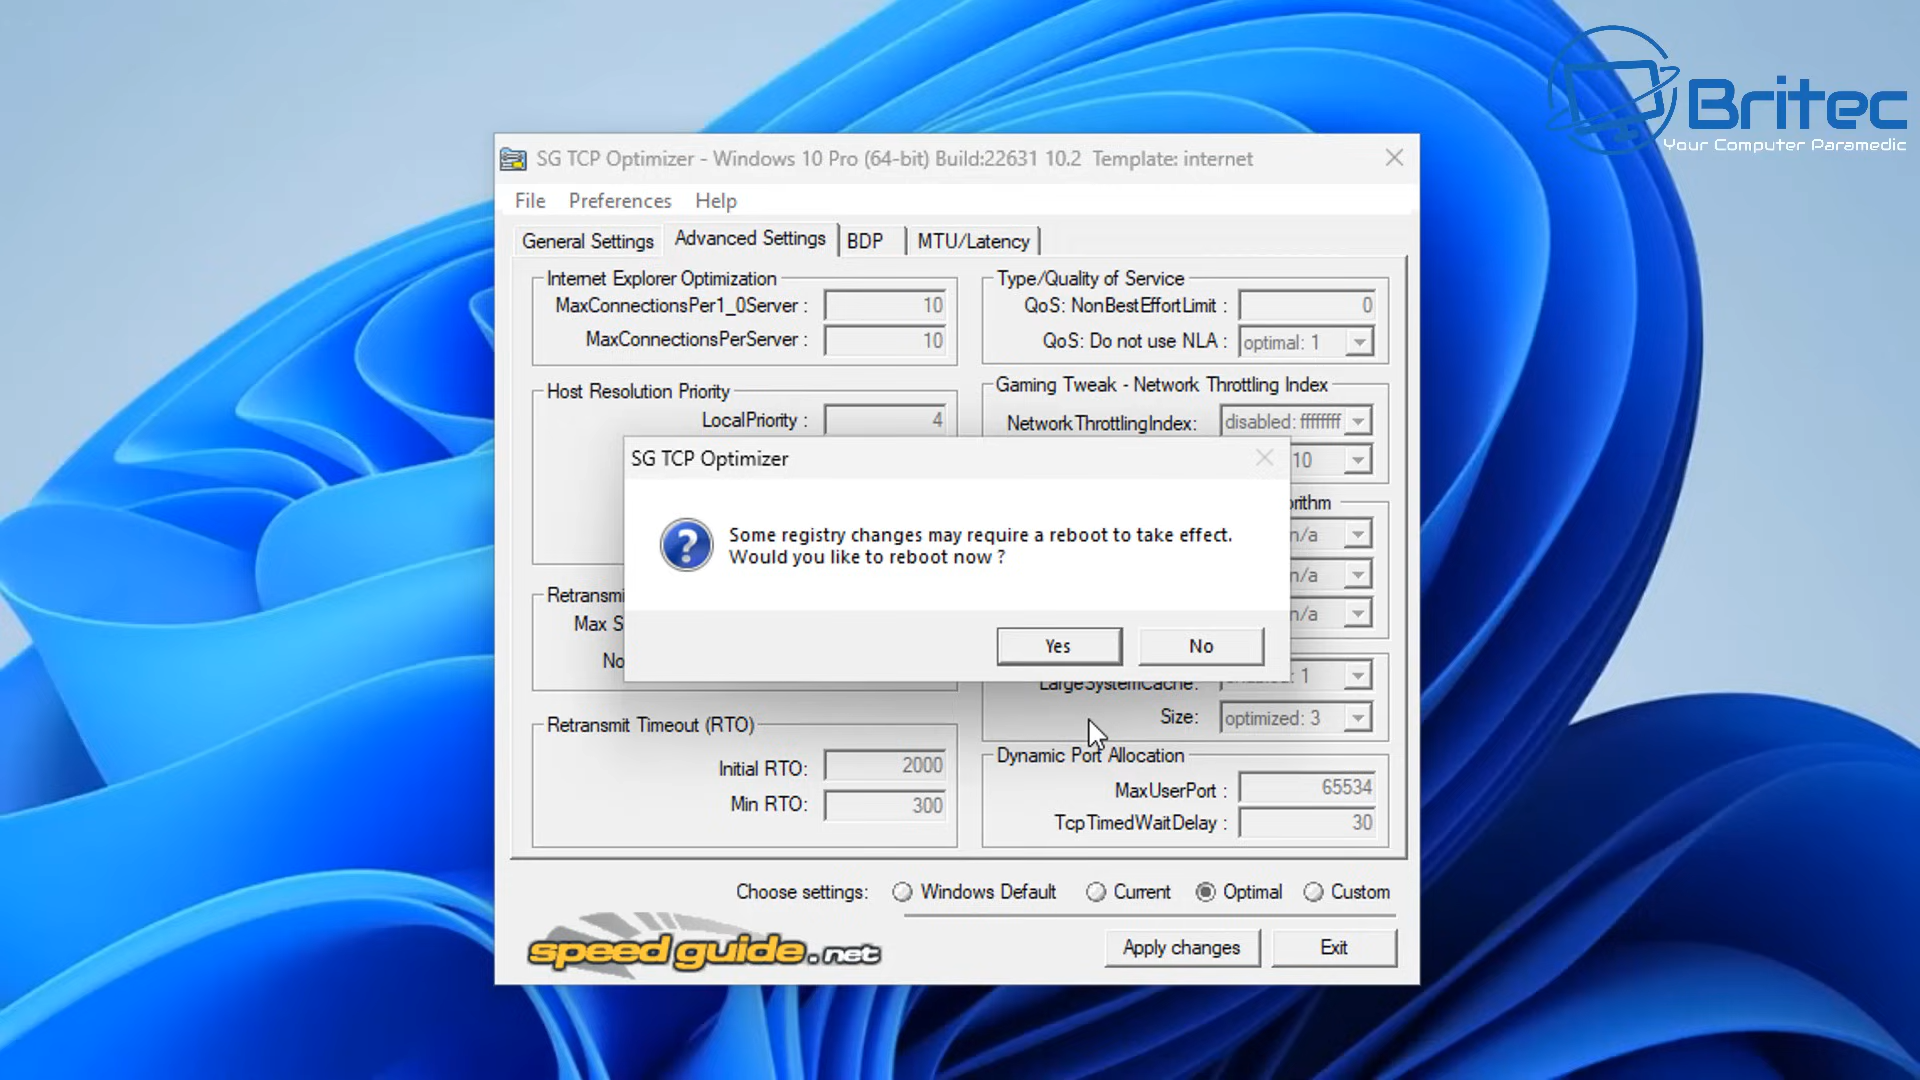 Britec
Your Computer Paramedic
SG TCP Optimizer - Windows 10 Pro (64-bit) Build:22631 10.2  Template: internet
File Preferences Help
General Settings Advanced Settings BDP MTU/Latency
Internet Explorer Optimization
MaxConnectionsPer1_0Server : 10
MaxConnectionsPerServer : 10
Type/Quality of Service
QoS: NonBestEffortLimit : 0
QoS: Do not use NLA : optimal: 1
Host Resolution Priority
LocalPriority : 4
Gaming Tweak - Network Throttling Index
NetworkThrottlingIndex: disabled: ffffffff
10
SG TCP Optimizer
Some registry changes may require a reboot to take effect.
Would you like to reboot now ?
Yes No
n/a
n/a
n/a
Max S
No
LargeSystemCache: 1
Size: optimized: 3
Retransmit Timeout (RTO)
Initial RTO: 2000
Min RTO: 300
Dynamic Port Allocation
MaxUserPort : 65534
TcpTimedWaitDelay : 30
Choose settings: Windows Default Current Optimal Custom
speed guide.net
Apply changes Exit